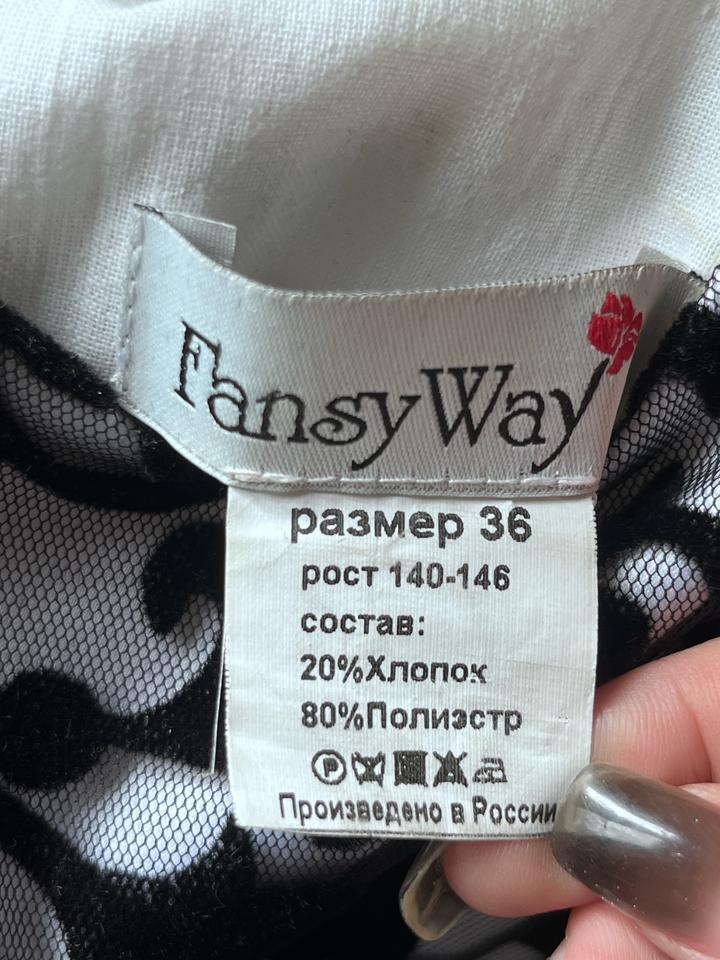 FansyWay
размер 36
рост 140-146
состав:
20%Хлопок
80%Полиэстр
P
Произведено в России